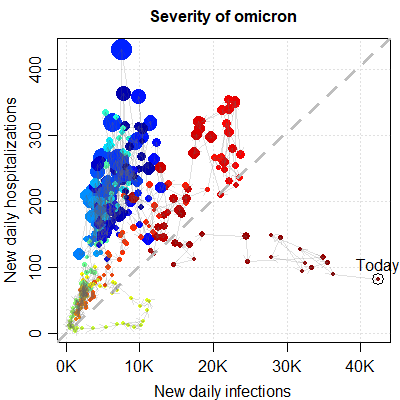 Severity of omicron
New daily hospitalizations
400
300
200
100
0
Today
0K 10K 20K 30K 40K
New daily infections